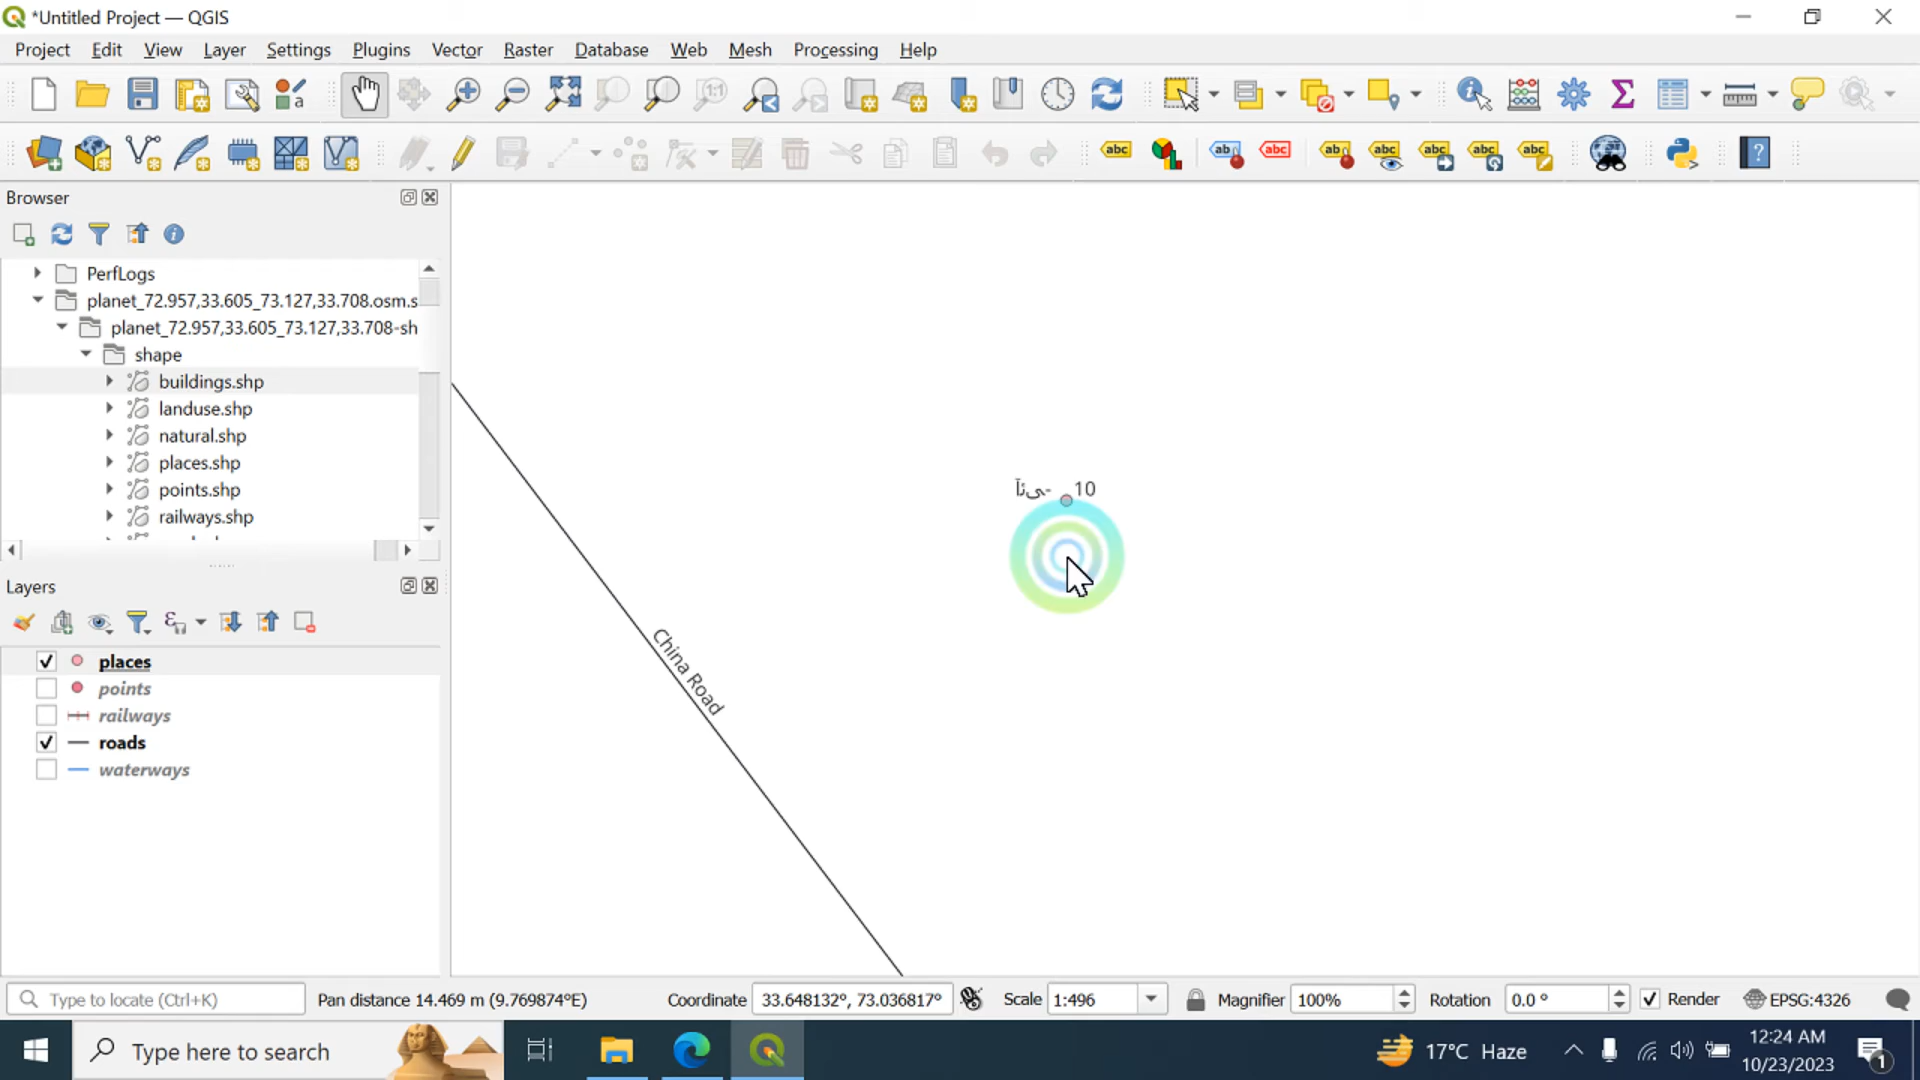 *Untitled Project — QGIS
Project Edit View Layer Settings Plugins Vector Raster Database Web Mesh Processing Help
Browser
PerfLogs
planet_72.957,33.605_73.127,33.708.osm.s
planet_72.957,33.605_73.127,33.708-sh
shape
buildings.shp
landuse.shp
natural.shp
places.shp
points.shp
railways.shp
Layers
places
points
railways
roads
waterways
آئی- 10
China Road
Type to locate (Ctrl+K) Pan distance 14.469 m (9.769874°E) Coordinate 33.648132°, 73.036817° Scale 1:496 Magnifier 100% Rotation 0.0 ° Render EPSG:4326
Type here to search 17°C Haze 12:24 AM
10/23/2023 1